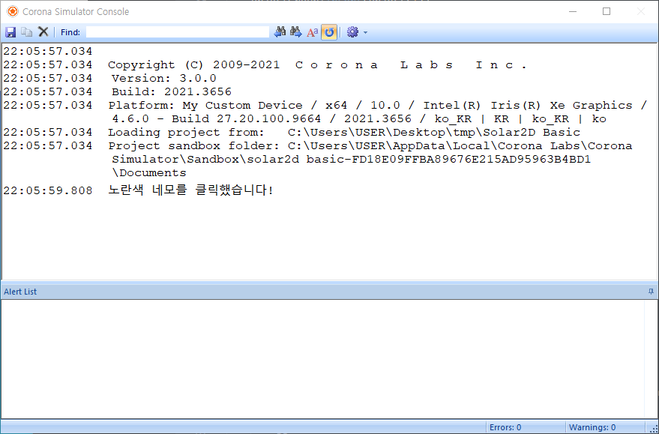 Corona Simulator Console
Find:
22:05:57.034
22:05:57.034 Copyright (C) 2009-2021 C o r o n a L a b s I n c .
22:05:57.034 Version: 3.0.0
22:05:57.034 Build: 2021.3656
22:05:57.034 Platform: My Custom Device / x64 / 10.0 / Intel(R) Iris(R) Xe Graphics /
4.6.0 - Build 27.20.100.9664 / 2021.3656 / ko_KR | KR | ko_KR | ko
22:05:57.034 Loading project from: C:\Users\USER\Desktop\tmp\Solar2D Basic
22:05:57.034 Project sandbox folder: C:\Users\USER\AppData\Local\Corona Labs\Corona
Simulator\Sandbox\solar2d basic-FD18E09FFBA89676E215AD95963B4BD1
\Documents
22:05:59.808 노란색 네모를 클릭했습니다!
Alert List
Errors: 0 Warnings: 0